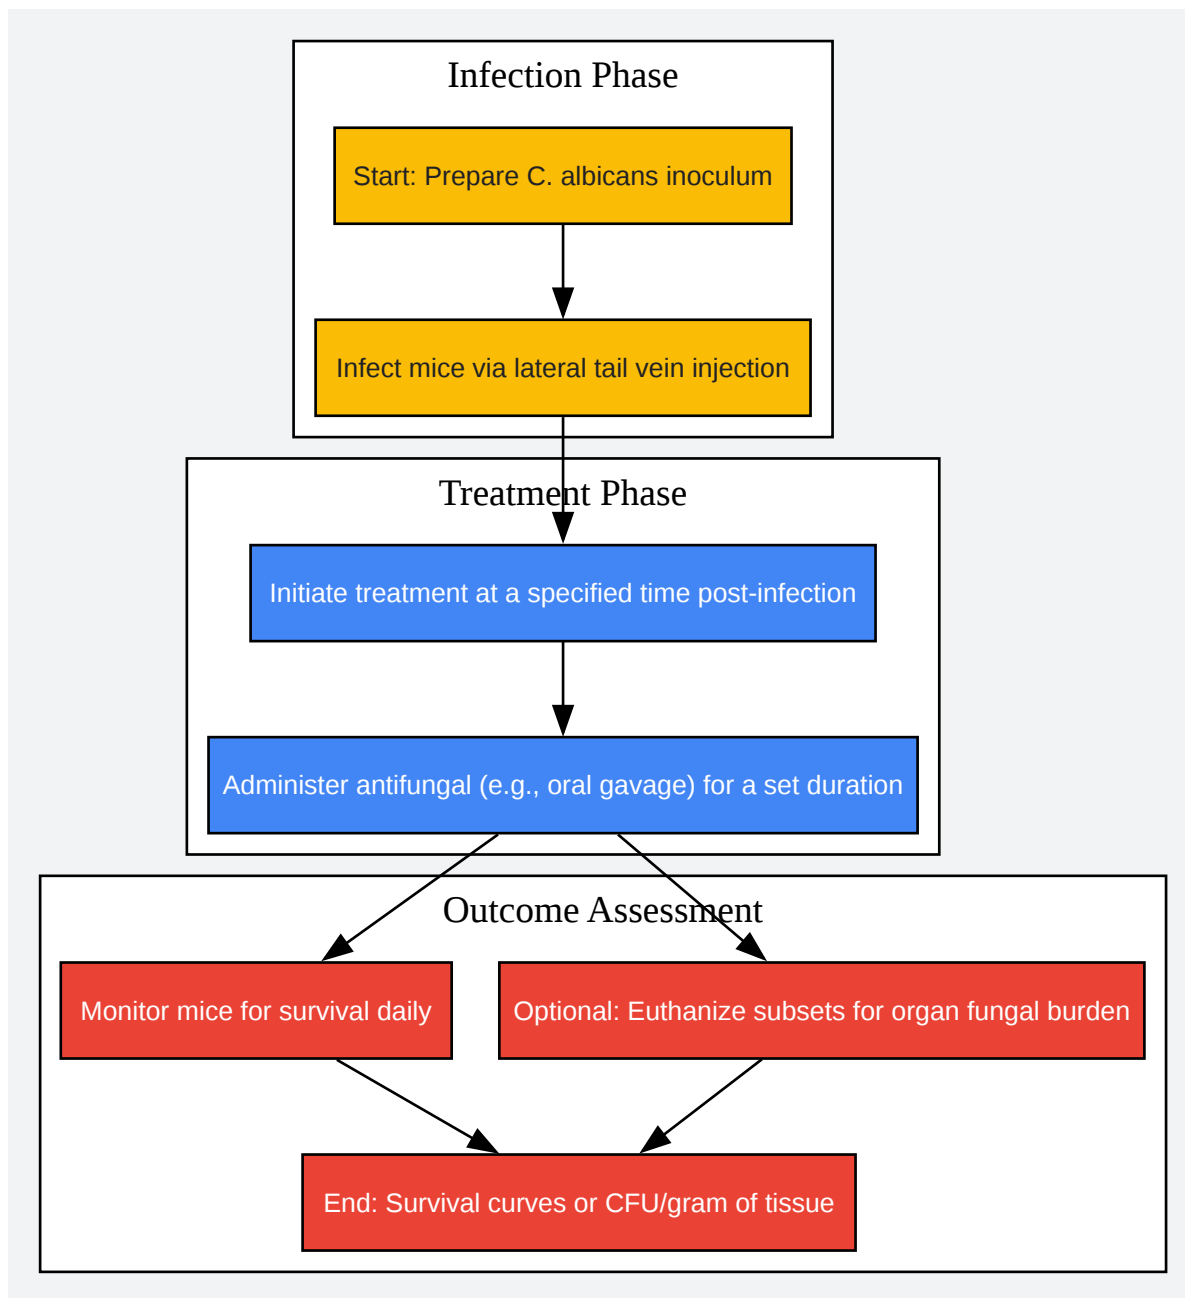 Infection Phase
Start: Prepare C. albicans inoculum
Infect mice via lateral tail vein injection
Treatment Phase
Initiate treatment at a specified time post-infection
Administer antifungal (e.g., oral gavage) for a set duration
Outcome Assessment
Monitor mice for survival daily
Optional: Euthanize subsets for organ fungal burden
End: Survival curves or CFU/gram of tissue